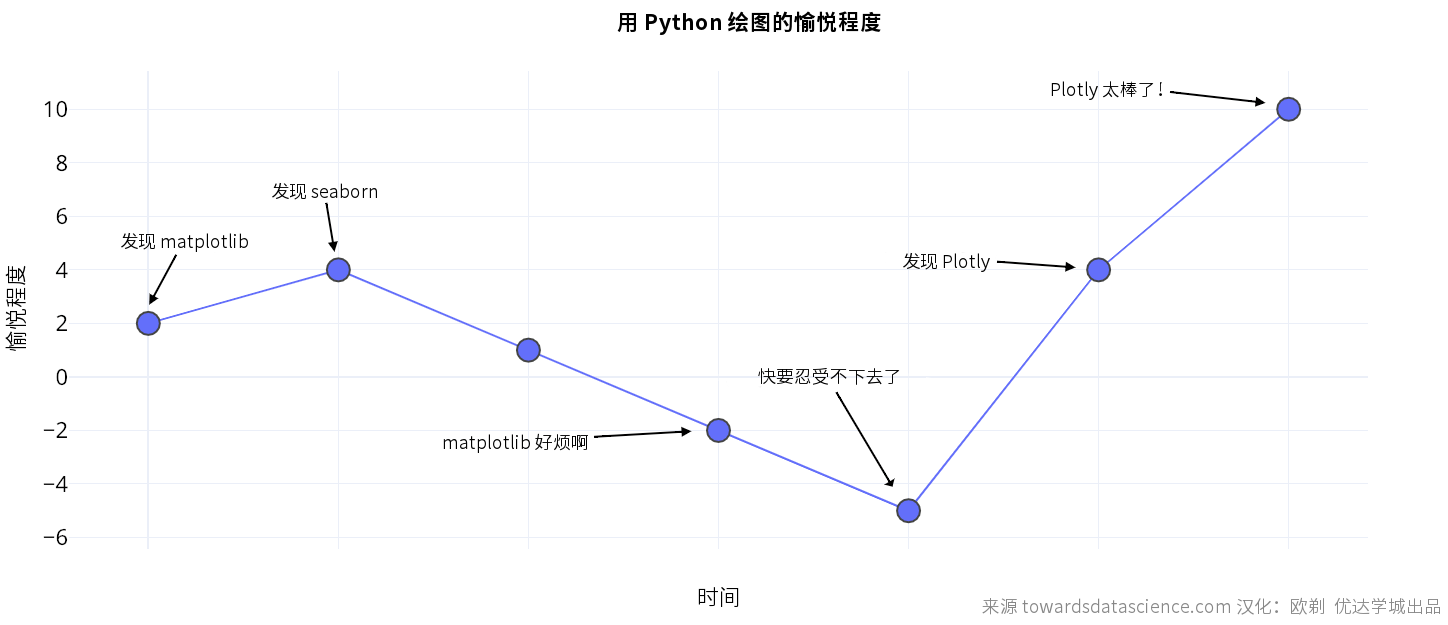 用 Python 绘图的愉悦程度
Plotly 太棒了！
10
8
发现 seaborn
6
发现 matplotlib
发现 Plotly
4
愉悦程度
2
快要忍受不下去了
0
−2
matplotlib 好烦啊
−4
−6
时间
来源 towardsdatascience.com 汉化：欧剃 优达学城出品